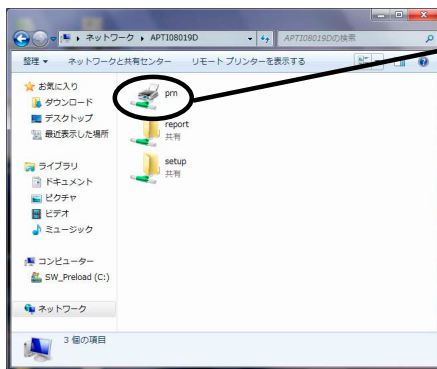 ネットワーク ▸ APTI08019D
APTI08019Dの検索
整理 ▼ ネットワークと共有センター リモート プリンターを表示する
お気に入り
ダウンロード
デスクトップ
最近表示した場所
ライブラリ
ドキュメント
ピクチャ
ビデオ
ミュージック
コンピューター
SW_Preload (C:)
ネットワーク
prn
report
共有
setup
共有
3 個の項目